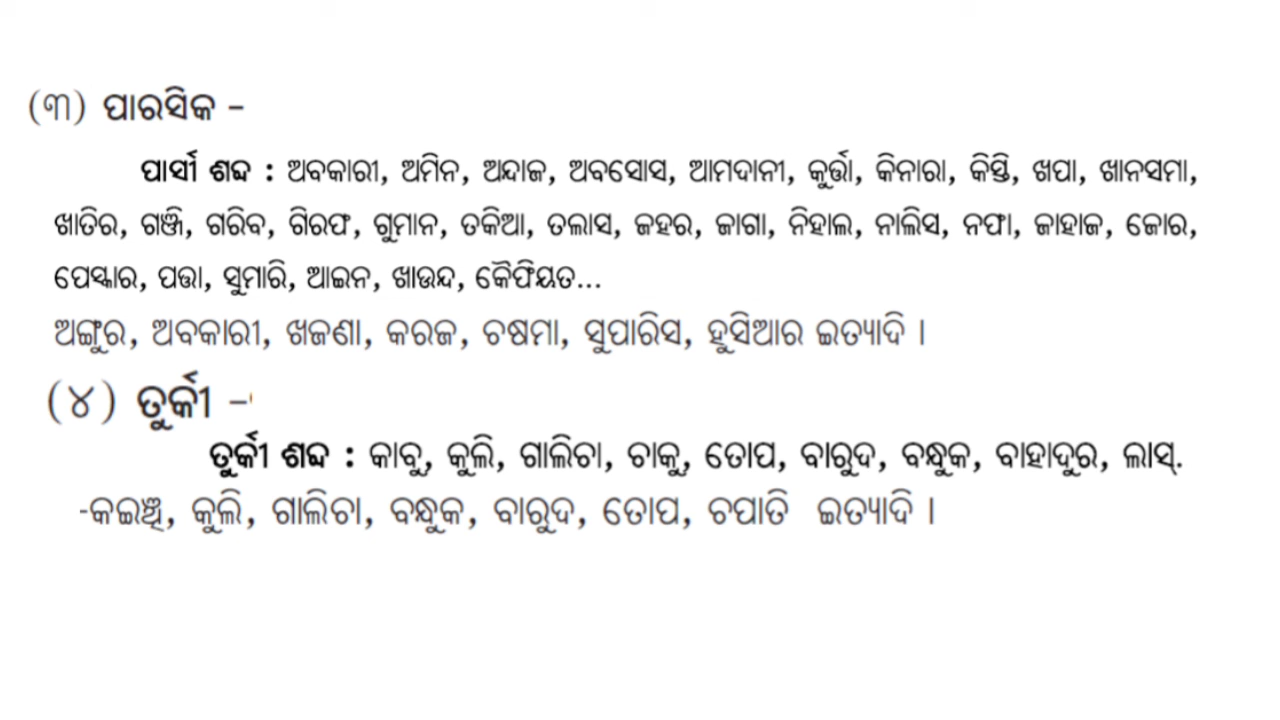 (୩) ପାରସିକ –
ପାର୍ସୀ ଶବ୍ଦ : ଅବକାରୀ, ଅମିନ, ଅନ୍ଦାଜ, ଅବସୋସ, ଆମଦାନୀ, କୁର୍ତ୍ତା, କିନାରା, କିସ୍ତି, ଖପା, ଖାନସମା,
ଖାତିର, ଗଞ୍ଜି, ଗରିବ, ଗିରଫ, ଗୁମାନ, ତକିଆ, ତଲାସ, ଜହର, ଜାଗା, ନିହାଲ, ନାଲିସ, ନଫା, ଜାହାଜ, ଜୋର,
ପେସ୍କାର, ପତ୍ତା, ସୁମାରି, ଆଇନ, ଖାଉନ୍ଦ, କୈଫିୟତ...
ଅଙ୍ଗୁର, ଅବକାରୀ, ଖଜଣା, କରଜ, ଚଷମା, ସୁପାରିସ, ହୁସିଆର ଇତ୍ୟାଦି ।
(୪) ତୁର୍କୀ –
ତୁର୍କୀ ଶବ୍ଦ : କାବୁ, କୁଲି, ଗାଲିଚା, ଚାକୁ, ତୋପ, ବାରୁଦ, ବନ୍ଧୁକ, ବାହାଦୁର, ଲାସ୍.
-କଇଞ୍ଚି, କୁଲି, ଗାଲିଚା, ବନ୍ଧୁକ, ବାରୁଦ, ତୋପ, ଚପାତି ଇତ୍ୟାଦି ।